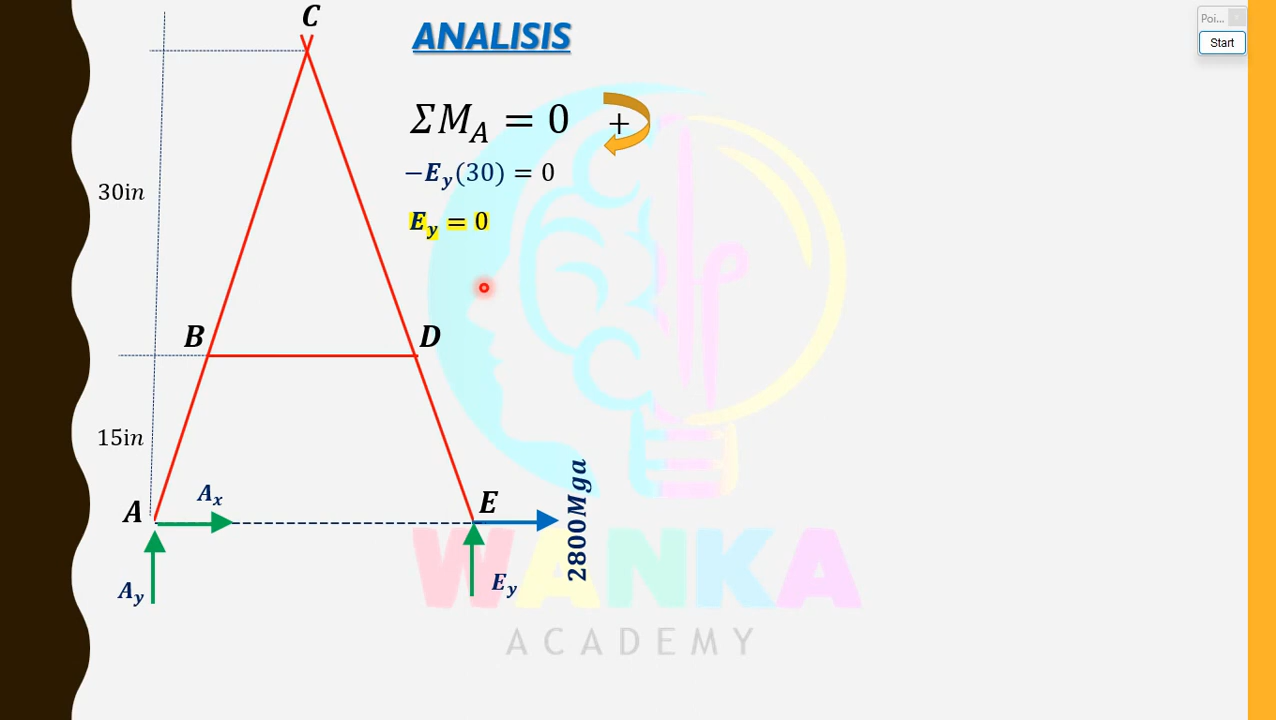 C
ANALISIS
ΣM_A = 0 +
−E_y(30) = 0
30in
E_y = 0
B
D
15in
A
A_x
E
2800Mga
A_y
E_y
WANKA
ACADEMY
Poi...
x
Start